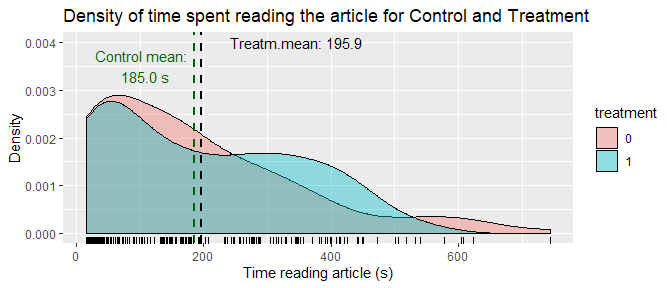 Density of time spent reading the article for Control and Treatment
Treatm.mean: 195.9
Control mean:
185.0 s
0.004
0.003
0.002
0.001
0.000
Density
0
200
400
600
Time reading article (s)
treatment
0
1